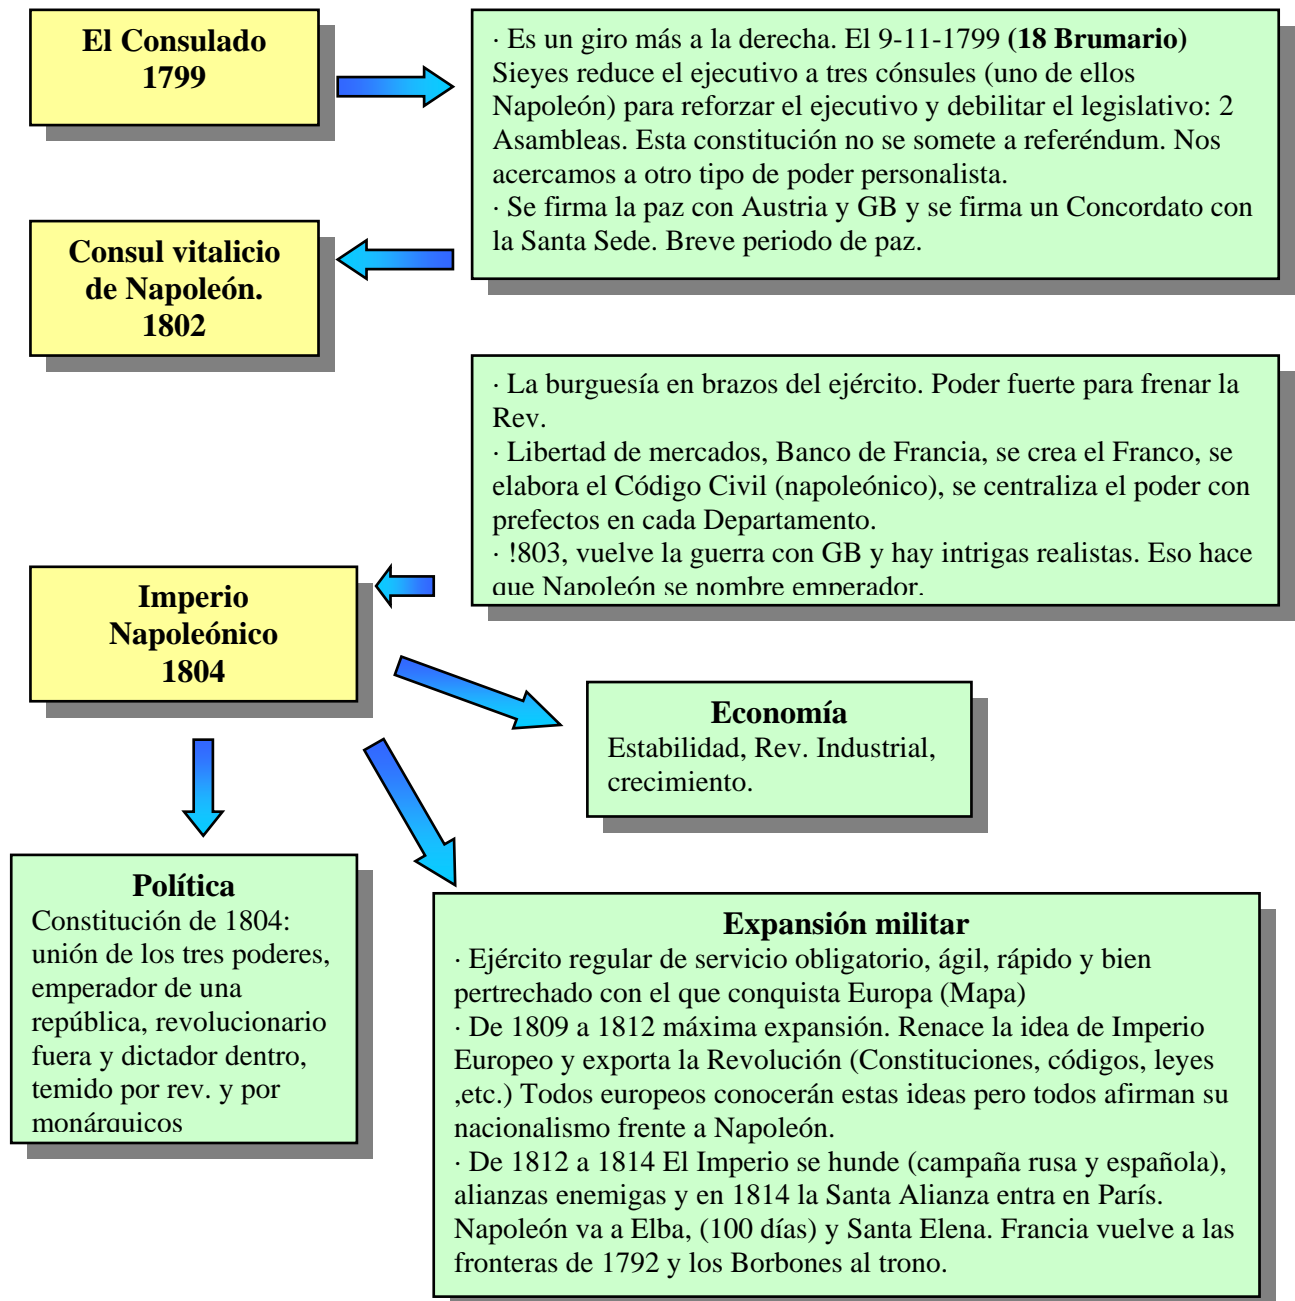 El Consulado
1799
· Es un giro más a la derecha. El 9-11-1799 (18 Brumario)
Sieyes reduce el ejecutivo a tres cónsules (uno de ellos
Napoleón) para reforzar el ejecutivo y debilitar el legislativo: 2
Asambleas. Esta constitución no se somete a referéndum. Nos
acercamos a otro tipo de poder personalista.
· Se firma la paz con Austria y GB y se firma un Concordato con
la Santa Sede. Breve periodo de paz.
Consul vitalicio
de Napoleón.
1802
· La burguesía en brazos del ejército. Poder fuerte para frenar la
Rev.
· Libertad de mercados, Banco de Francia, se crea el Franco, se
elabora el Código Civil (napoleónico), se centraliza el poder con
prefectos en cada Departamento.
· !803, vuelve la guerra con GB y hay intrigas realistas. Eso hace
que Napoleón se nombre emperador.
Imperio
Napoleónico
1804
Economía
Estabilidad, Rev. Industrial,
crecimiento.
Política
Constitución de 1804:
unión de los tres poderes,
emperador de una
república, revolucionario
fuera y dictador dentro,
temido por rev. y por
monárquicos
Expansión militar
· Ejército regular de servicio obligatorio, ágil, rápido y bien
pertrechado con el que conquista Europa (Mapa)
· De 1809 a 1812 máxima expansión. Renace la idea de Imperio
Europeo y exporta la Revolución (Constituciones, códigos, leyes
,etc.) Todos europeos conocerán estas ideas pero todos afirman su
nacionalismo frente a Napoleón.
· De 1812 a 1814 El Imperio se hunde (campaña rusa y española),
alianzas enemigas y en 1814 la Santa Alianza entra en París.
Napoleón va a Elba, (100 días) y Santa Elena. Francia vuelve a las
fronteras de 1792 y los Borbones al trono.